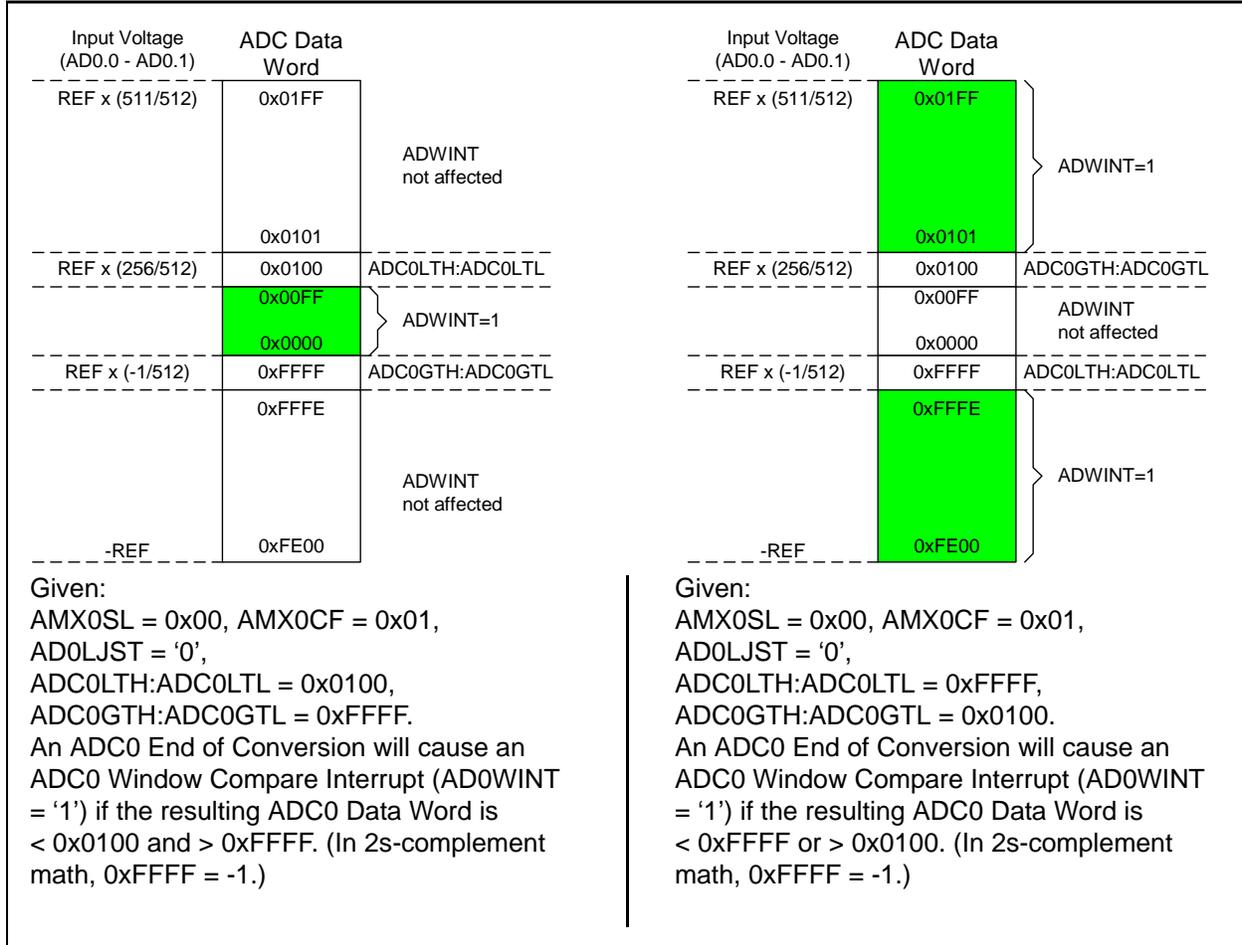 Input Voltage
(AD0.0 - AD0.1)
ADC Data
Word
REF x (511/512)
0x01FF
ADWINT
not affected
0x0101
REF x (256/512)
0x0100
ADC0LTH:ADC0LTL
0x00FF
ADWINT=1
0x0000
REF x (-1/512)
0xFFFF
ADC0GTH:ADC0GTL
0xFFFE
ADWINT
not affected
-REF
0xFE00
Given:
AMX0SL = 0x00, AMX0CF = 0x01,
AD0LJST = ‘0’,
ADC0LTH:ADC0LTL = 0x0100,
ADC0GTH:ADC0GTL = 0xFFFF.
An ADC0 End of Conversion will cause an
ADC0 Window Compare Interrupt (AD0WINT
= ‘1’) if the resulting ADC0 Data Word is
< 0x0100 and > 0xFFFF. (In 2s-complement
math, 0xFFFF = -1.)
Input Voltage
(AD0.0 - AD0.1)
ADC Data
Word
REF x (511/512)
0x01FF
ADWINT=1
0x0101
REF x (256/512)
0x0100
ADC0GTH:ADC0GTL
0x00FF
ADWINT
not affected
0x0000
REF x (-1/512)
0xFFFF
ADC0LTH:ADC0LTL
0xFFFE
ADWINT=1
-REF
0xFE00
Given:
AMX0SL = 0x00, AMX0CF = 0x01,
AD0LJST = ‘0’,
ADC0LTH:ADC0LTL = 0xFFFF,
ADC0GTH:ADC0GTL = 0x0100.
An ADC0 End of Conversion will cause an
ADC0 Window Compare Interrupt (AD0WINT
= ‘1’) if the resulting ADC0 Data Word is
< 0xFFFF or > 0x0100. (In 2s-complement
math, 0xFFFF = -1.)